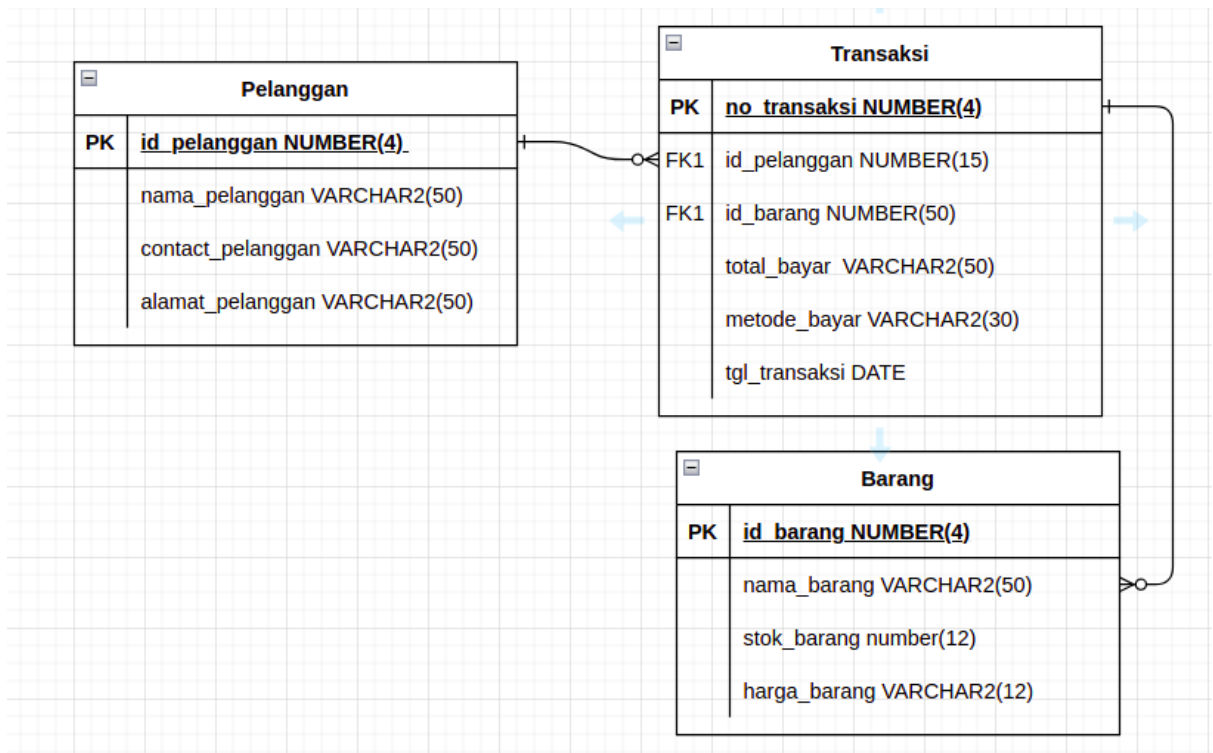 Pelanggan
PK id_pelanggan NUMBER(4)
nama_pelanggan VARCHAR2(50)
contact_pelanggan VARCHAR2(50)
alamat_pelanggan VARCHAR2(50)
Transaksi
PK no_transaksi NUMBER(4)
FK1 id_pelanggan NUMBER(15)
FK1 id_barang NUMBER(50)
total_bayar VARCHAR2(50)
metode_bayar VARCHAR2(30)
tgl_transaksi DATE
Barang
PK id_barang NUMBER(4)
nama_barang VARCHAR2(50)
stok_barang number(12)
harga_barang VARCHAR2(12)